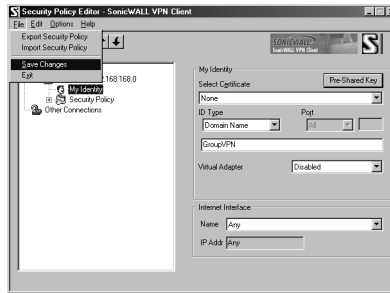 Security Policy Editor - SonicWALL VPN Client
File Edit Options Help
Export Security Policy
Import Security Policy
Save Changes
Exit
SONICWALL
SonicWALL VPN Client
.168.168.0
My Identity
Security Policy
Other Connections
My Identity
Select Certificate
Pre-Shared Key
None
ID Type
Port
Domain Name
All
GroupVPN
Virtual Adapter
Disabled
Internet Interface
Name
Any
IP Addr
Any